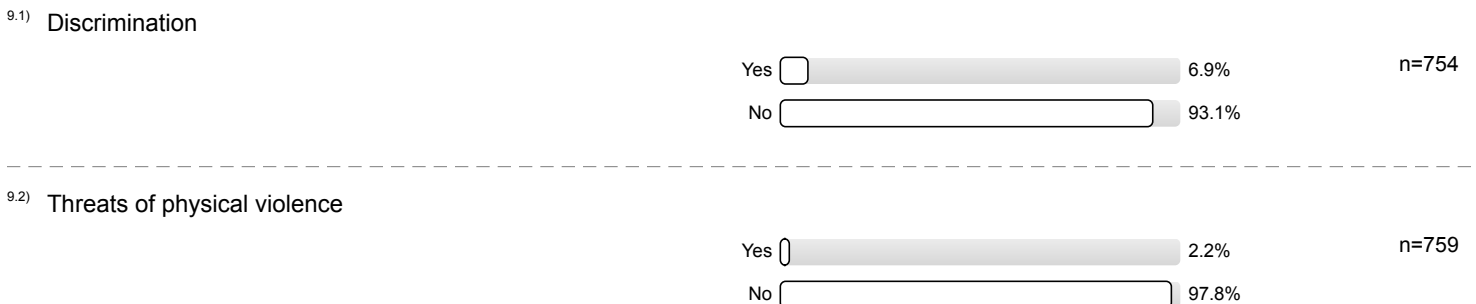 9.1) Discrimination
Yes 6.9% n=754
No 93.1%
9.2) Threats of physical violence
Yes 2.2% n=759
No 97.8%